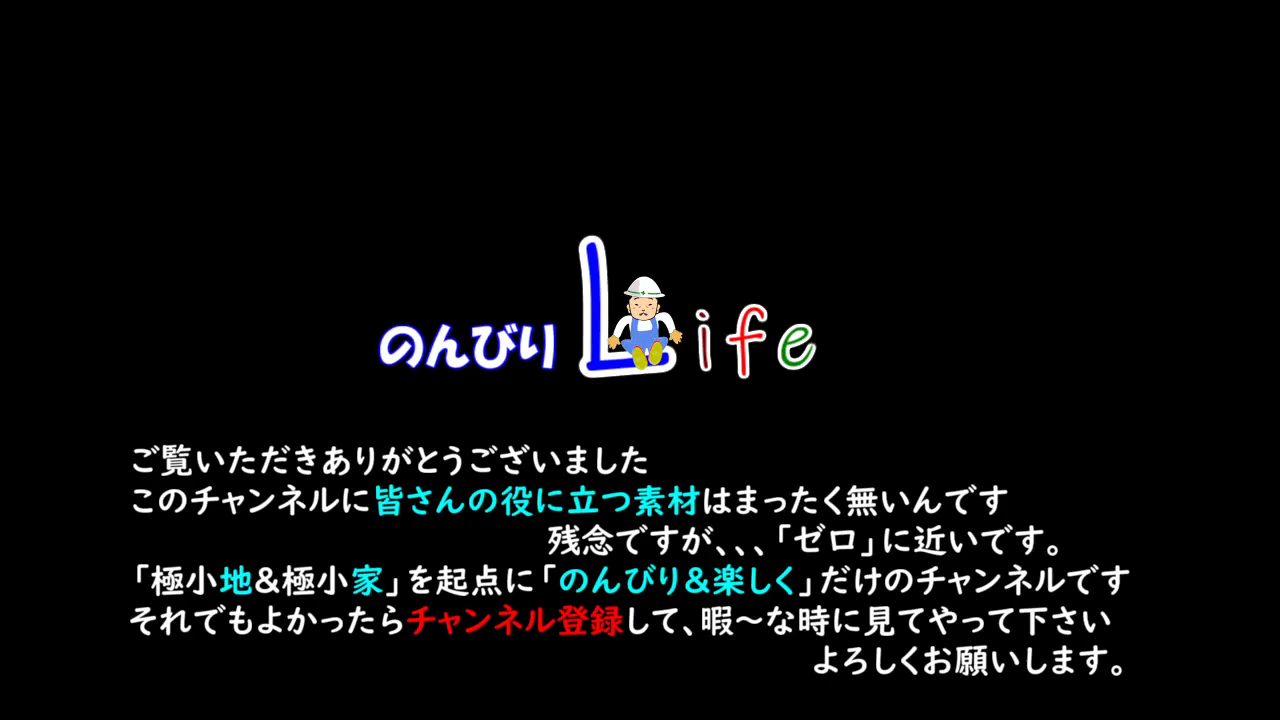 のんびりLife
ご覧いただきありがとうございました
このチャンネルに皆さんの役に立つ素材はまったく無いんです
残念ですが、、、「ゼロ」に近いです。
「極小地&極小家」を起点に「のんびり&楽しく」だけのチャンネルです
それでもよかったらチャンネル登録して、暇～な時に見てやって下さい
よろしくお願いします。